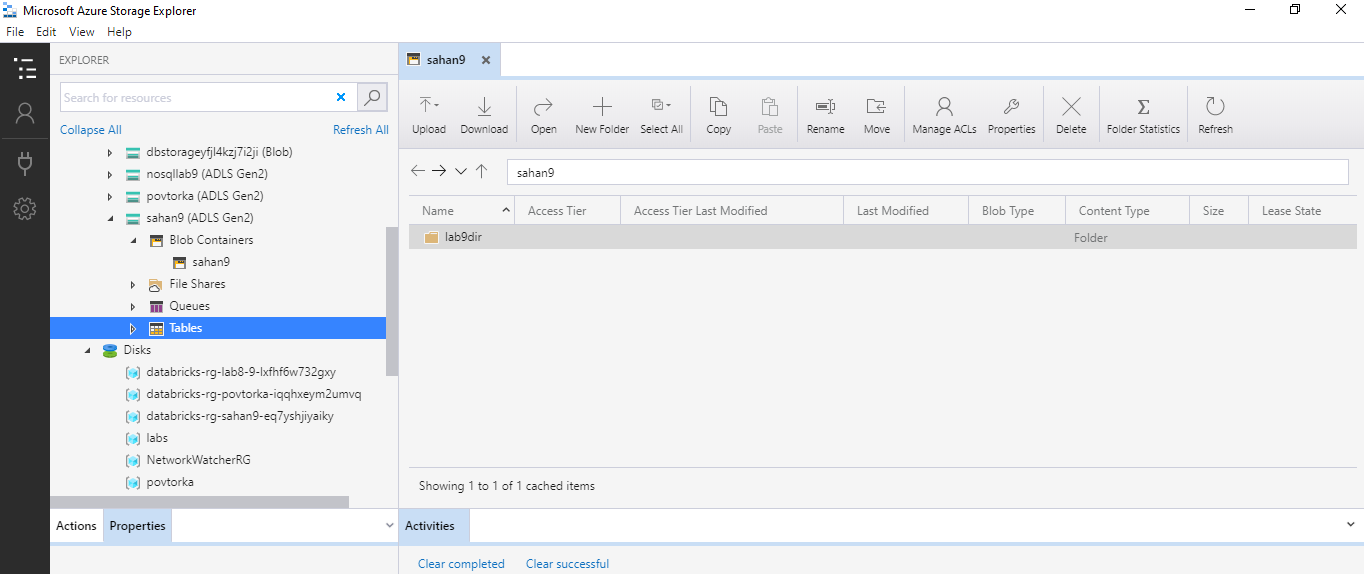 Microsoft Azure Storage Explorer
File Edit View Help
EXPLORER
Search for resources
Collapse All Refresh All
dbstorageyfjl4kzj7i2ji (Blob)
nosqllab9 (ADLS Gen2)
povtorka (ADLS Gen2)
sahan9 (ADLS Gen2)
Blob Containers
sahan9
File Shares
Queues
Tables
Disks
databricks-rg-lab8-9-lxfhf6w732gxy
databricks-rg-povtorka-iqqhxeym2umvq
databricks-rg-sahan9-eq7yshjiyaiky
labs
NetworkWatcherRG
povtorka
Actions Properties
sahan9
Upload Download Open New Folder Select All Copy Paste Rename Move Manage ACLs Properties Delete Folder Statistics Refresh
sahan9
Name Access Tier Access Tier Last Modified Last Modified Blob Type Content Type Size Lease State
lab9dir Folder
Showing 1 to 1 of 1 cached items
Activities
Clear completed Clear successful